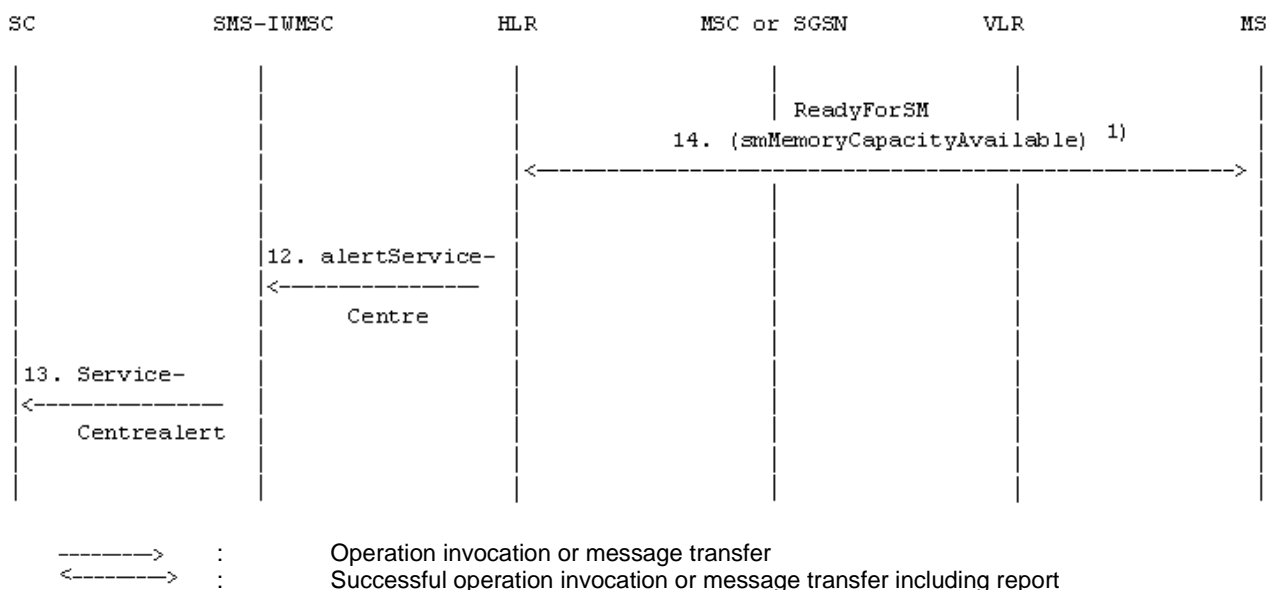 SC SMS-IWMSC HLR MSC or SGSN VLR MS
ReadyForSM
14. (smMemoryCapacityAvailable) 1)
12. alertService-
Centre
13. Service-
Centrealert
: Operation invocation or message transfer
: Successful operation invocation or message transfer including report